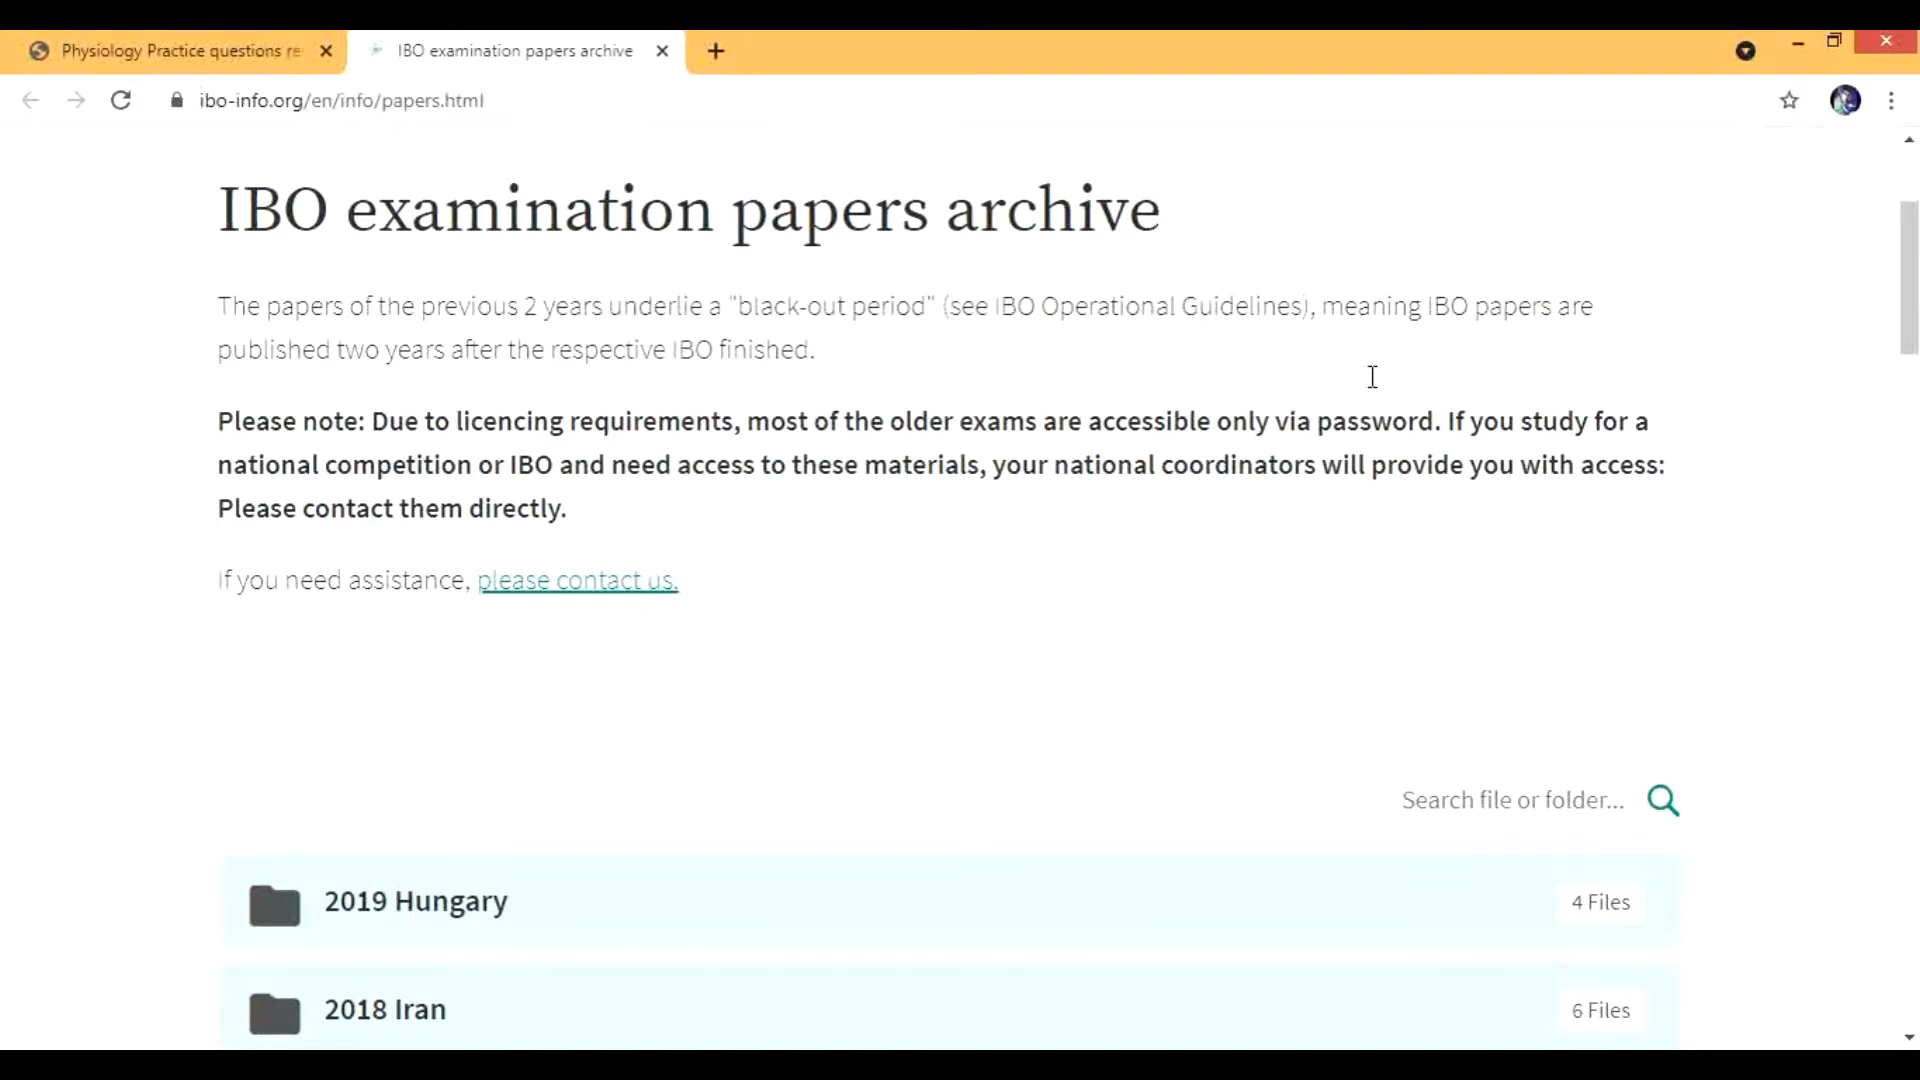 Physiology Practice questions re
IBO examination papers archive
ibo-info.org/en/info/papers.html
IBO examination papers archive
The papers of the previous 2 years underlie a "black-out period" (see IBO Operational Guidelines), meaning IBO papers are
published two years after the respective IBO finished.
Please note: Due to licencing requirements, most of the older exams are accessible only via password. If you study for a
national competition or IBO and need access to these materials, your national coordinators will provide you with access:
Please contact them directly.
If you need assistance, please contact us.
Search file or folder...
2019 Hungary 4 Files
2018 Iran 6 Files